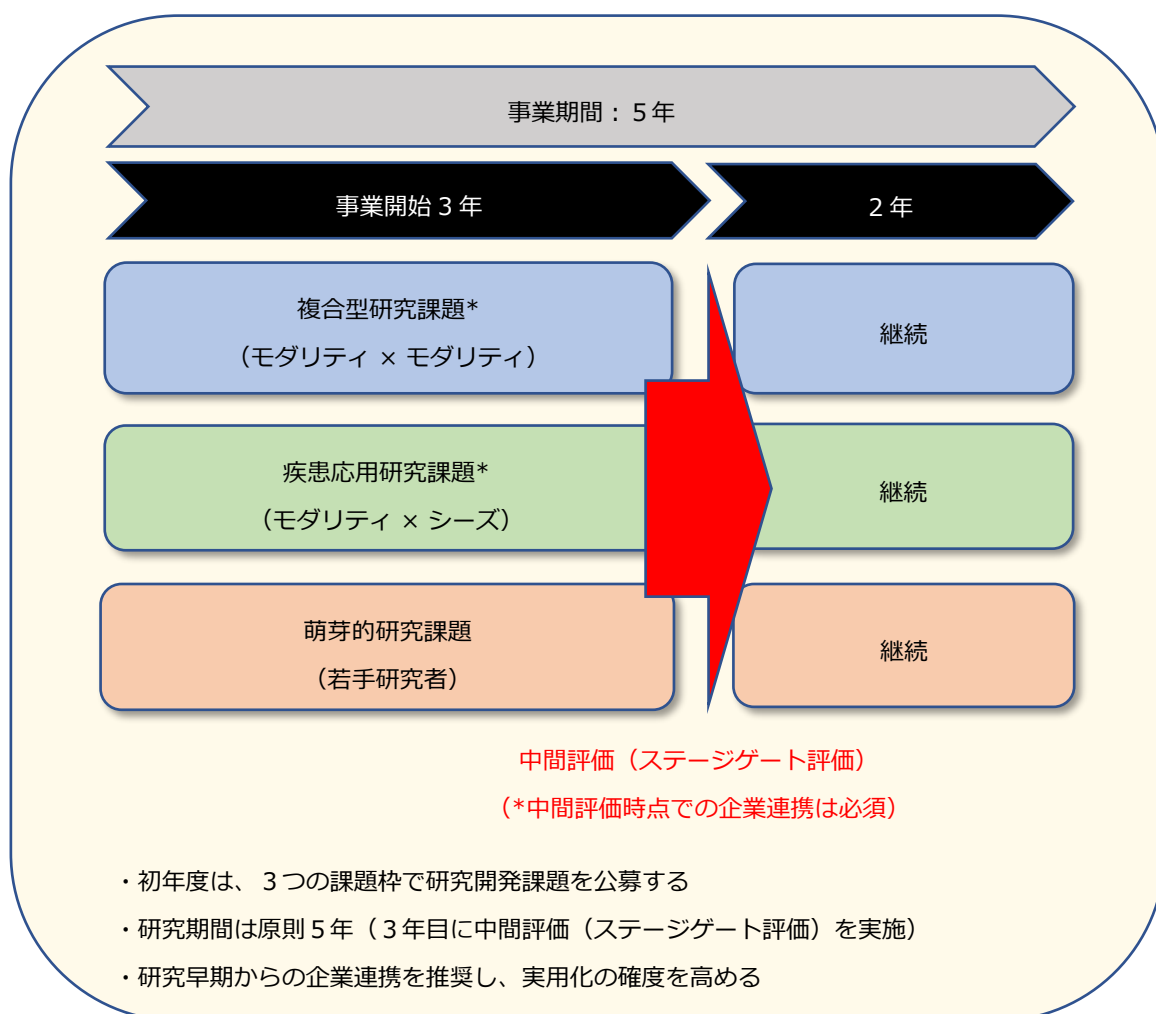 事業期間：５年
事業開始３年
２年
複合型研究課題*
（モダリティ × モダリティ）
継続
疾患応用研究課題*
（モダリティ × シーズ）
継続
萌芽的研究課題
（若手研究者）
継続
中間評価（ステージゲート評価）
（*中間評価時点での企業連携は必須）
・初年度は、３つの課題枠で研究開発課題を公募する
・研究期間は原則５年（３年目に中間評価（ステージゲート評価）を実施）
・研究早期からの企業連携を推奨し、実用化の確度を高める